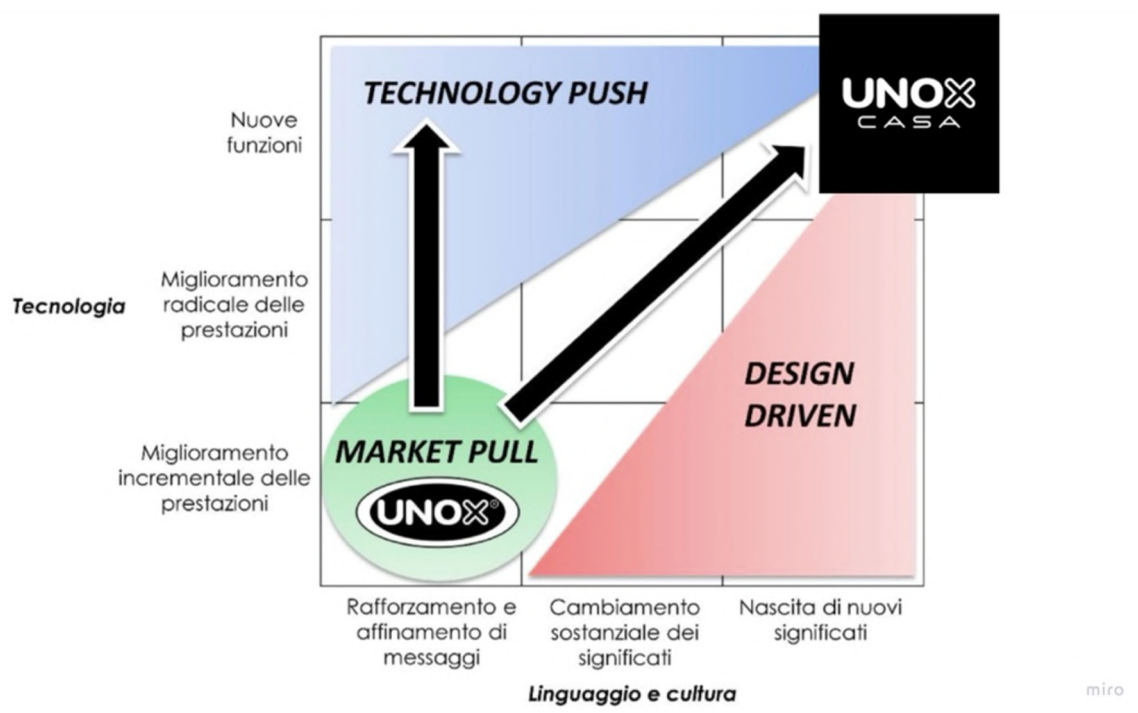 TECHNOLOGY PUSH
UNOX
CASA
Nuove
funzioni
Miglioramento
radicale delle
prestazioni
Tecnologia
DESIGN
DRIVEN
MARKET PULL
UNOX®
Miglioramento
incrementale delle
prestazioni
Rafforzamento e
affinamento di
messaggi
Cambiamento
sostanziale dei
significati
Nascita di nuovi
significati
Linguaggio e cultura
miro